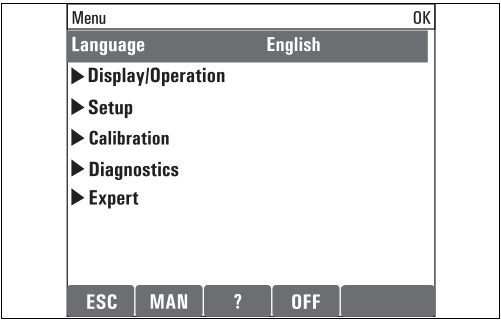 Menu OK
Language English
▶ Display/Operation
▶ Setup
▶ Calibration
▶ Diagnostics
▶ Expert
ESC MAN ? OFF